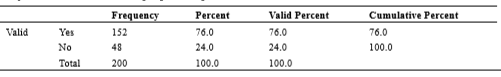 Frequency Percent Valid Percent Cumulative Percent
Valid Yes 152 76.0 76.0 76.0
No 48 24.0 24.0 100.0
Total 200 100.0 100.0